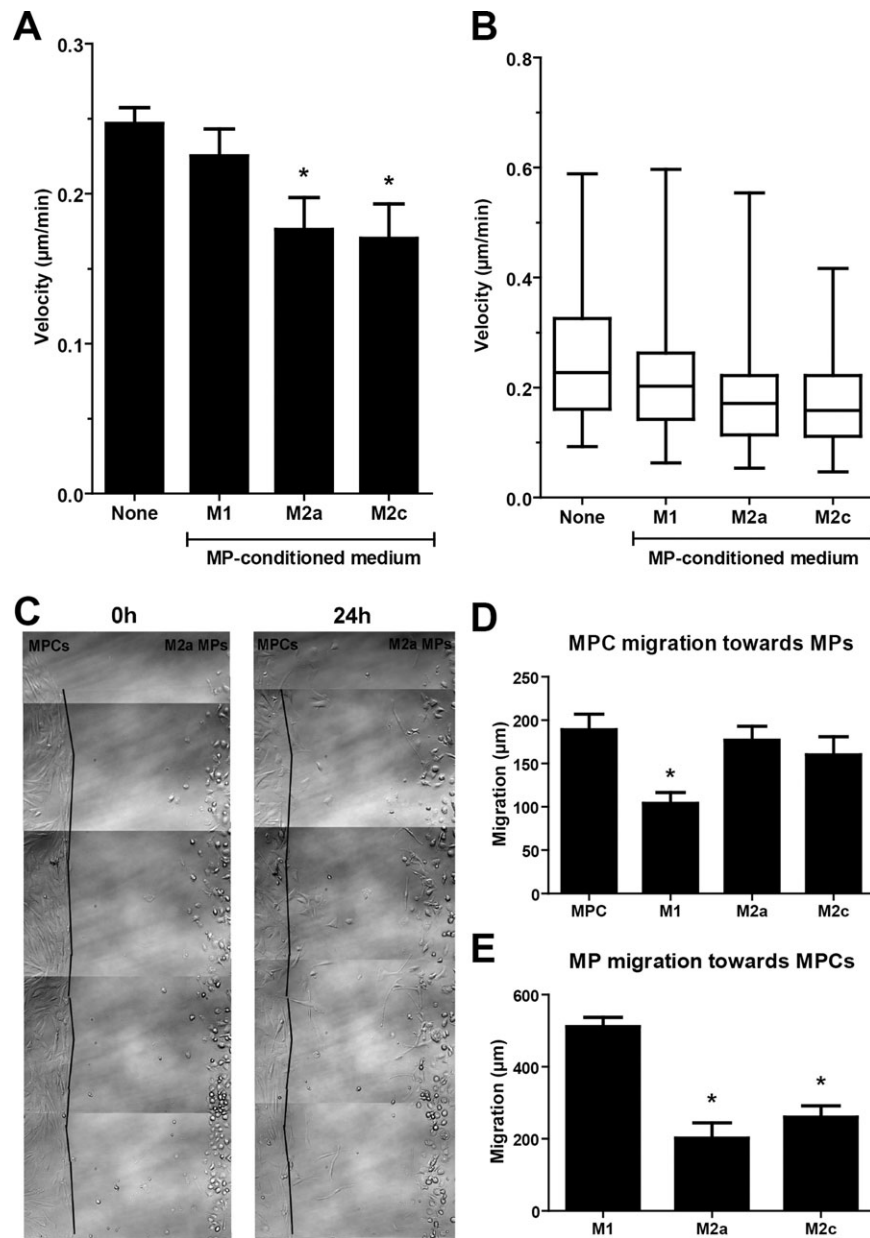 A
Velocity (µm/min)
0.3
0.2
0.1
0.0
*
*
None M1 M2a M2c
MP-conditioned medium
B
Velocity (µm/min)
0.8
0.6
0.4
0.2
0.0
None M1 M2a M2c
MP-conditioned medium
C
0h 24h
MPCs M2a MPs MPCs M2a MPs
D
MPC migration towards MPs
Migration (µm)
250
200
150
100
50
0
*
MPC M1 M2a M2c
E
MP migration towards MPCs
Migration (µm)
600
400
200
0
*
*
M1 M2a M2c